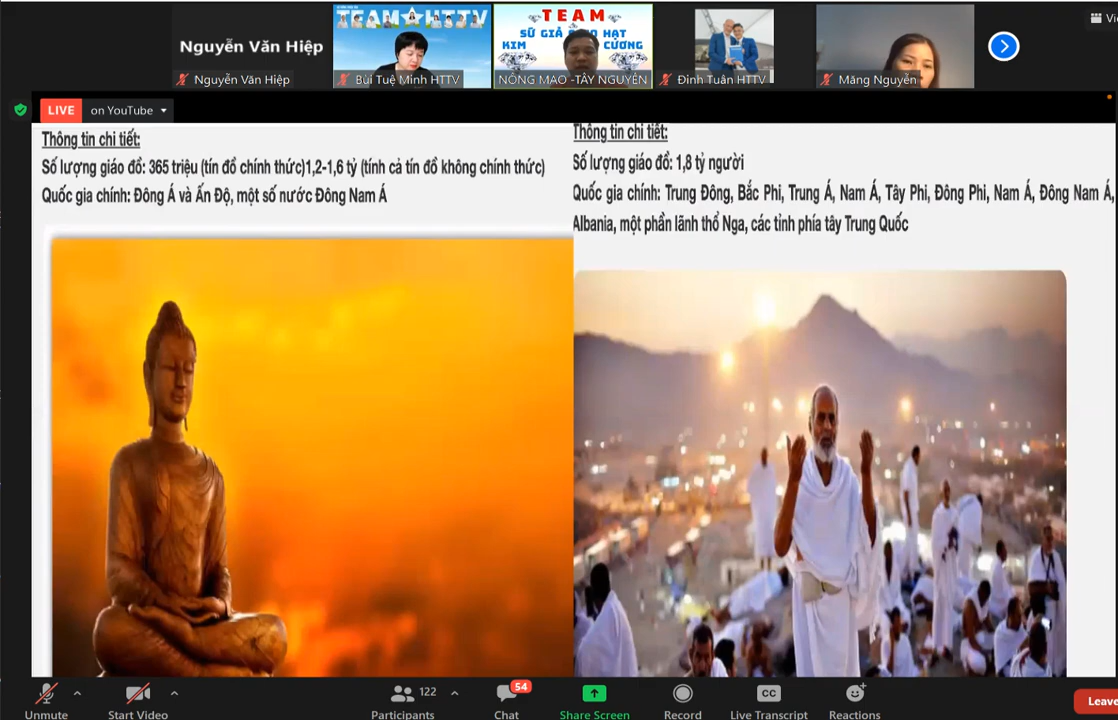 Nguyễn Văn Hiệp
Nguyễn Văn Hiệp
TEAM★HTTV
Bùi Tuệ Minh HTTV
TEAM
SỨ GIẢ
HẠT
KIM
CƯƠNG
NÔNG MẠO -TÂY NGUYÊN
Đinh Tuân HTTV
Măng Nguyễn
LIVE on YouTube
Thông tin chi tiết:
Số lượng giáo đồ: 365 triệu (tín đồ chính thức)1,2-1,6 tỷ (tính cả tín đồ không chính thức)
Quốc gia chính: Đông Á và Ấn Độ, một số nước Đông Nam Á
Thông tin chi tiết:
Số lượng giáo đồ: 1,8 tỷ người
Quốc gia chính: Trung Đông, Bắc Phi, Trung Á, Nam Á, Tây Phi, Đông Phi, Nam Á, Đông Nam Á,
Albania, một phần lãnh thổ Nga, các tỉnh phía tây Trung Quốc
Unmute
Start Video
122
Participants
54
Chat
Share Screen
Record
CC
Live Transcript
Reactions
Leave